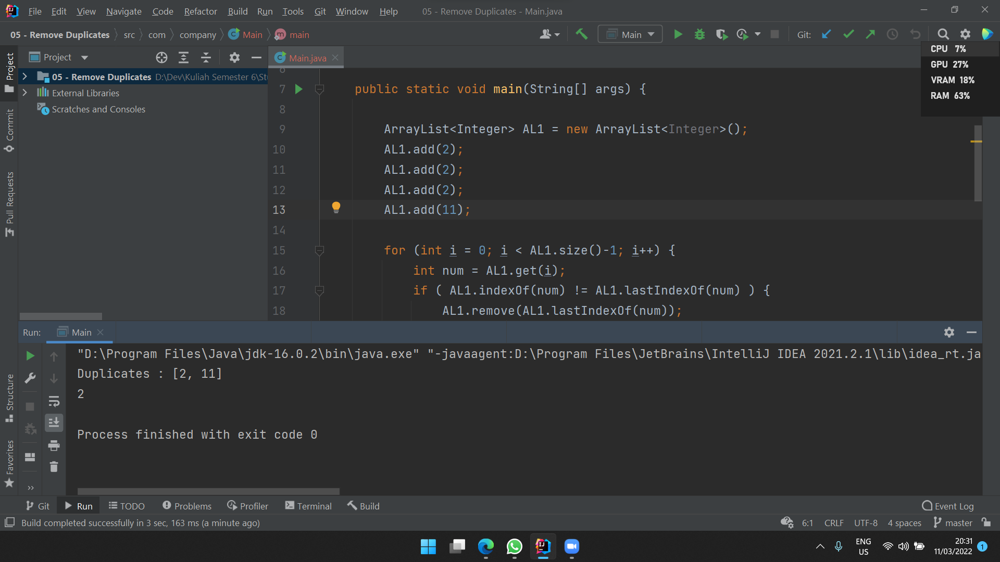 File Edit View Navigate Code Refactor Build Run Tools Git Window Help 05 - Remove Duplicates - Main.java
05 - Remove Duplicates src com company Main main
Main
Git:
CPU 7%
GPU 27%
VRAM 18%
RAM 63%
Project
Main.java
05 - Remove Duplicates D:\Dev\Kuliah Semester 6\St
External Libraries
Scratches and Consoles
Project
Commit
Pull Requests
Structure
Favorites
6
7 public static void main(String[] args) {
8
9 ArrayList<Integer> AL1 = new ArrayList<Integer>();
10 AL1.add(2);
11 AL1.add(2);
12 AL1.add(2);
13 AL1.add(11);
14
15 for (int i = 0; i < AL1.size()-1; i++) {
16 int num = AL1.get(i);
17 if ( AL1.indexOf(num) != AL1.lastIndexOf(num) ) {
18 AL1.remove(AL1.lastIndexOf(num));
Run: Main
"D:\Program Files\Java\jdk-16.0.2\bin\java.exe" "-javaagent:D:\Program Files\JetBrains\IntelliJ IDEA 2021.2.1\lib\idea_rt.ja
Duplicates : [2, 11]
2
Process finished with exit code 0
Git Run TODO Problems Profiler Terminal Build Event Log
Build completed successfully in 3 sec, 163 ms (a minute ago) 6:1 CRLF UTF-8 4 spaces master
ENG
US
20:31
11/03/2022
1